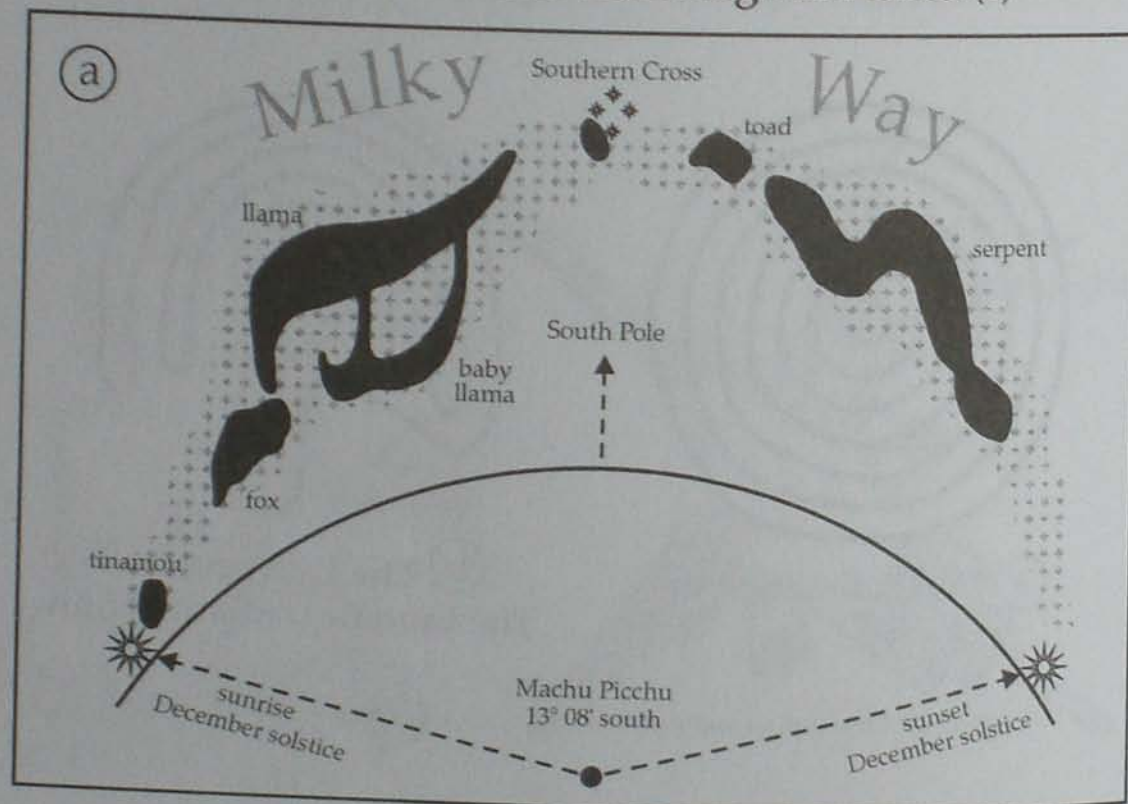 a
Milky Way
Southern Cross
toad
llama
serpent
South Pole
baby
llama
fox
tinamou
sunrise
December solstice
Machu Picchu
13° 08' south
sunset
December solstice